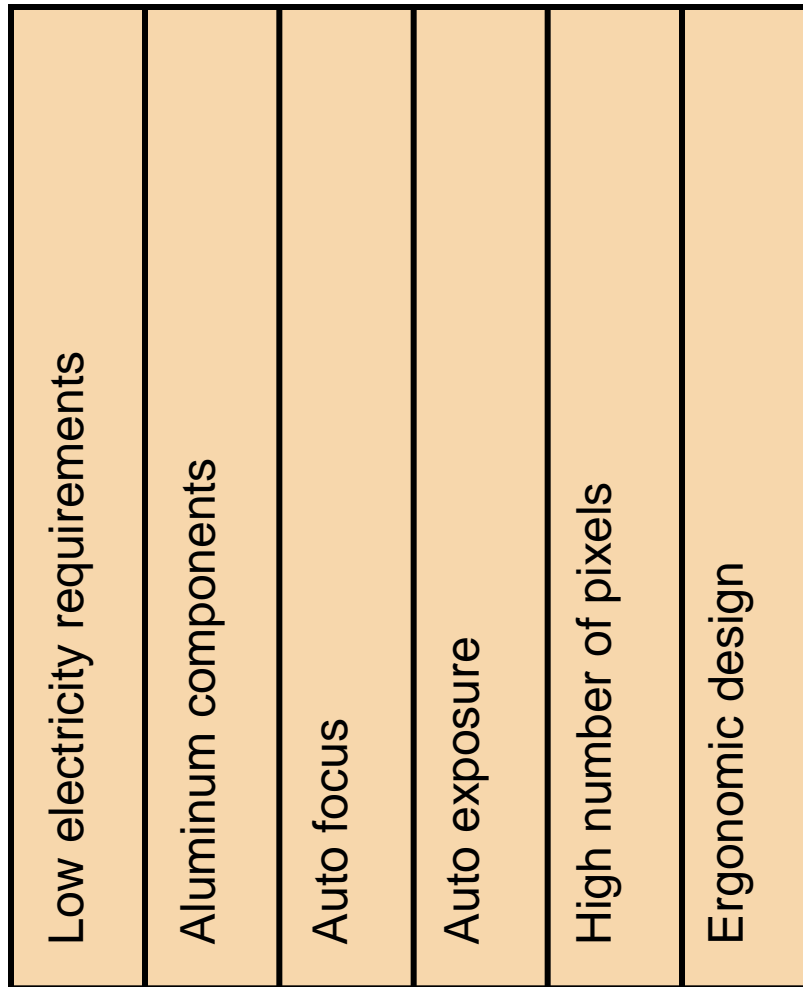 Low electricity requirements
Aluminum components
Auto focus
Auto exposure
High number of pixels
Ergonomic design